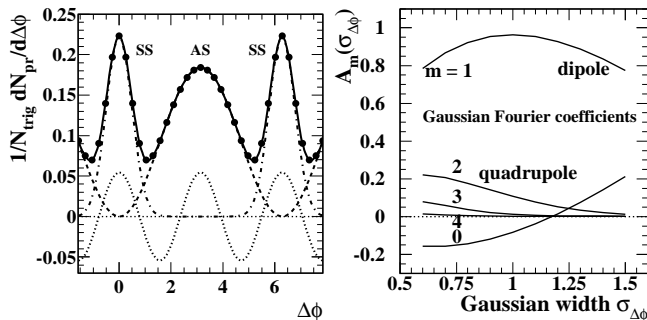 1/N_trig dN_pr/dΔϕ
0.25
0.2
0.15
0.1
0.05
0
-0.05
SS AS SS
0 2 4 6
Δϕ
A_m(σ_Δϕ)
1
0.8
0.6
0.4
0.2
0
-0.2
m = 1 dipole
Gaussian Fourier coefficients
2 quadrupole
3
4
0
0.5 0.75 1 1.25 1.5
Gaussian width σ_Δϕ